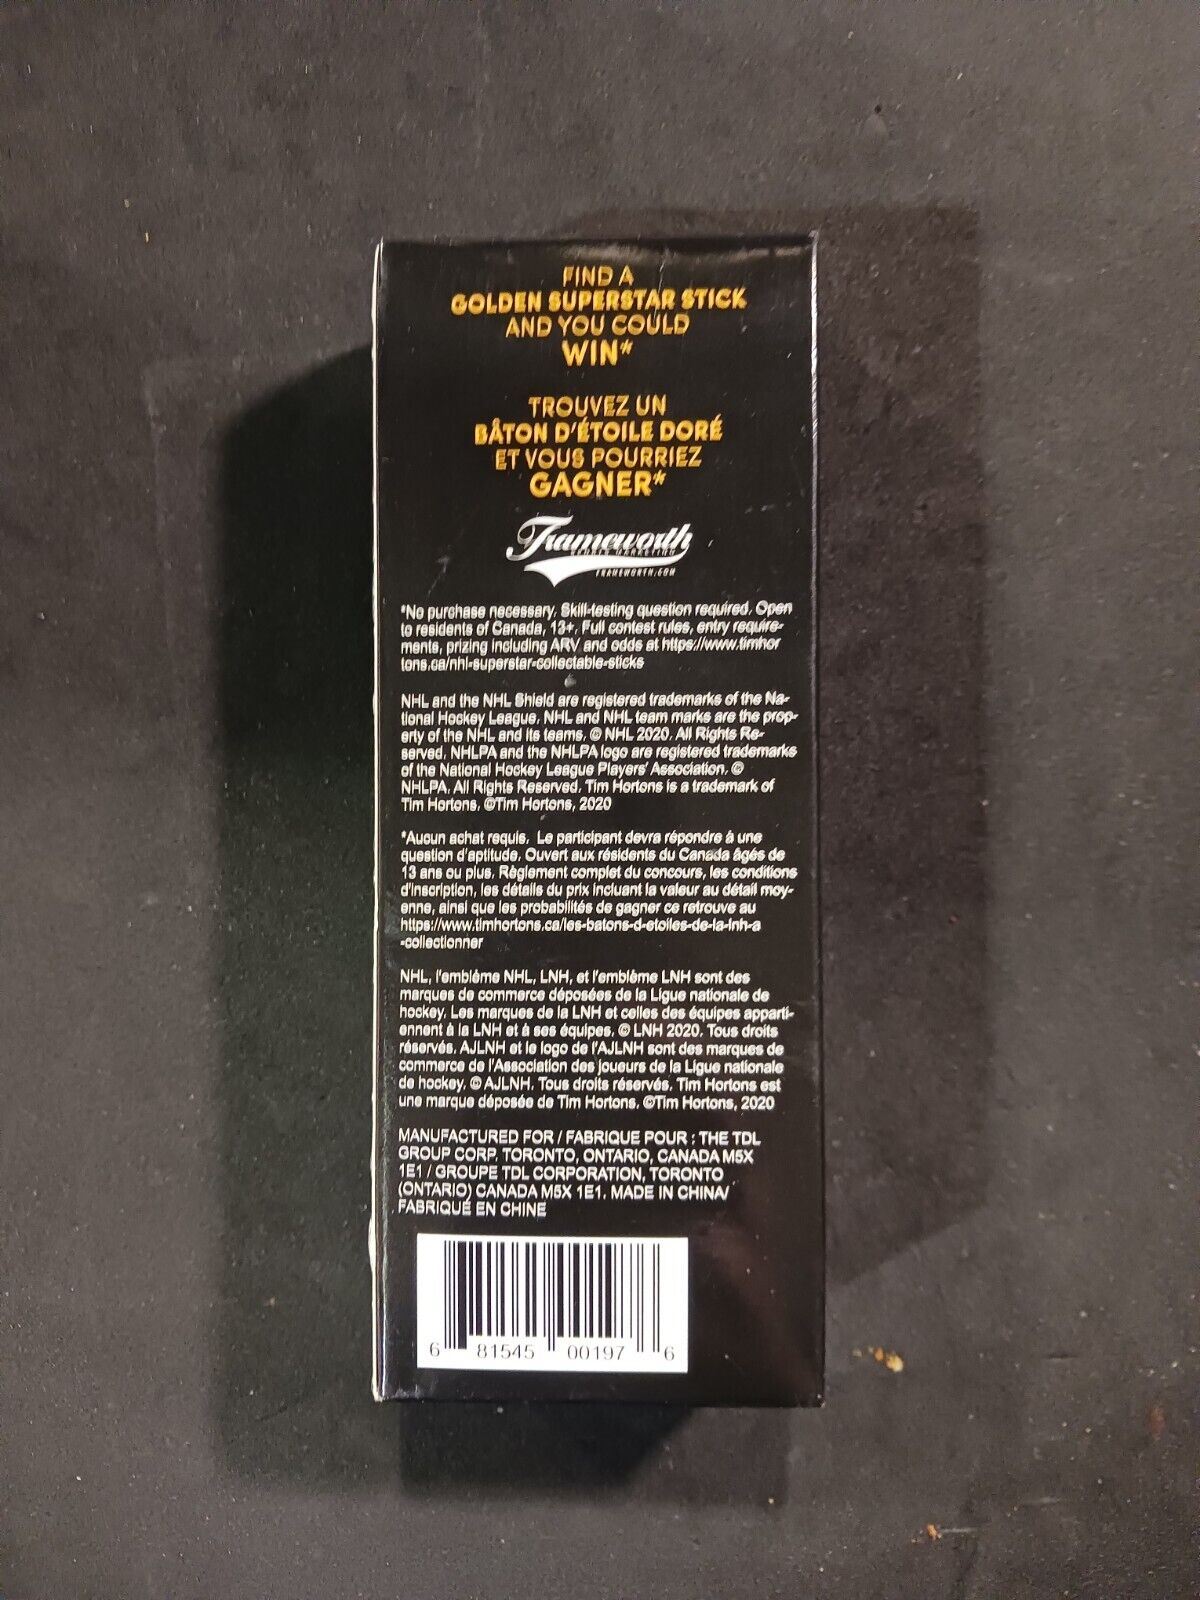 FIND A
GOLDEN SUPERSTAR STICK
AND YOU COULD
WIN*
TROUVEZ UN
BÂTON D'ÉTOILE DORÉ
ET VOUS POURRIEZ
GAGNER*
Frameworth
SPORTS MARKETING
FRAMEWORTH.COM
*No purchase necessary. Skill-testing question required. Open
to residents of Canada, 13+. Full contest rules, entry require-
ments, prizing including ARV and odds at https://www.timhor
tons.ca/nhl-superstar-collectable-sticks
NHL and the NHL Shield are registered trademarks of the Na-
tional Hockey League. NHL and NHL team marks are the prop-
erty of the NHL and its teams. © NHL 2020. All Rights Re-
served. NHLPA and the NHLPA logo are registered trademarks
of the National Hockey League Players' Association. ©
NHLPA. All Rights Reserved. Tim Hortons is a trademark of
Tim Hortons. ©Tim Hortons, 2020
*Aucun achat requis. Le participant devra répondre à une
question d'aptitude. Ouvert aux résidents du Canada âgés de
13 ans ou plus. Règlement complet du concours, les conditions
d'inscription, les détails du prix incluant la valeur au détail moy-
enne, ainsi que les probabilités de gagner ce retrouve au
https://www.timhortons.ca/les-batons-d-etoiles-de-la-lnh-a
-collectionner
NHL, l'emblème NHL, LNH, et l'emblème LNH sont des
marques de commerce déposées de la Ligue nationale de
hockey. Les marques de la LNH et celles des équipes apparti-
ennent à la LNH et à ses équipes. © LNH 2020. Tous droits
réservés. AJLNH et le logo de l'AJLNH sont des marques de
commerce de l'Association des joueurs de la Ligue nationale
de hockey. © AJLNH. Tous droits réservés. Tim Hortons est
une marque déposée de Tim Hortons. ©Tim Hortons, 2020
MANUFACTURED FOR / FABRIQUE POUR : THE TDL
GROUP CORP. TORONTO, ONTARIO, CANADA M5X
1E1 / GROUPE TDL CORPORATION, TORONTO
(ONTARIO) CANADA M5X 1E1. MADE IN CHINA/
FABRIQUÉ EN CHINE
6 81545 00197 6